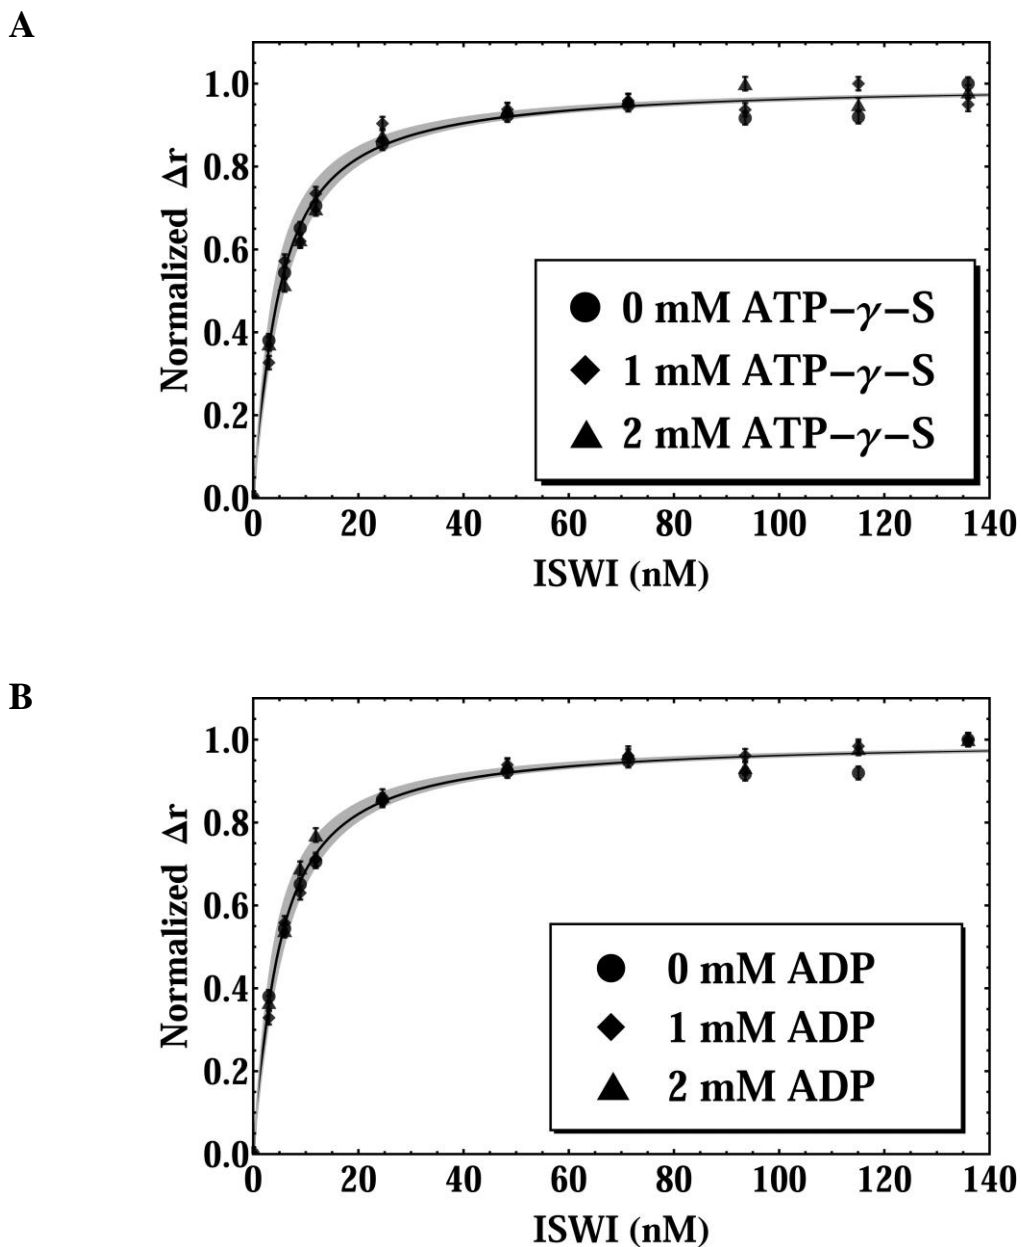 A
Normalized Δr
1.0
0.8
0.6
0.4
0.2
0.0
0 mM ATP–γ–S
1 mM ATP–γ–S
2 mM ATP–γ–S
0 20 40 60 80 100 120 140
ISWI (nM)
B
Normalized Δr
1.0
0.8
0.6
0.4
0.2
0.0
0 mM ADP
1 mM ADP
2 mM ADP
0 20 40 60 80 100 120 140
ISWI (nM)